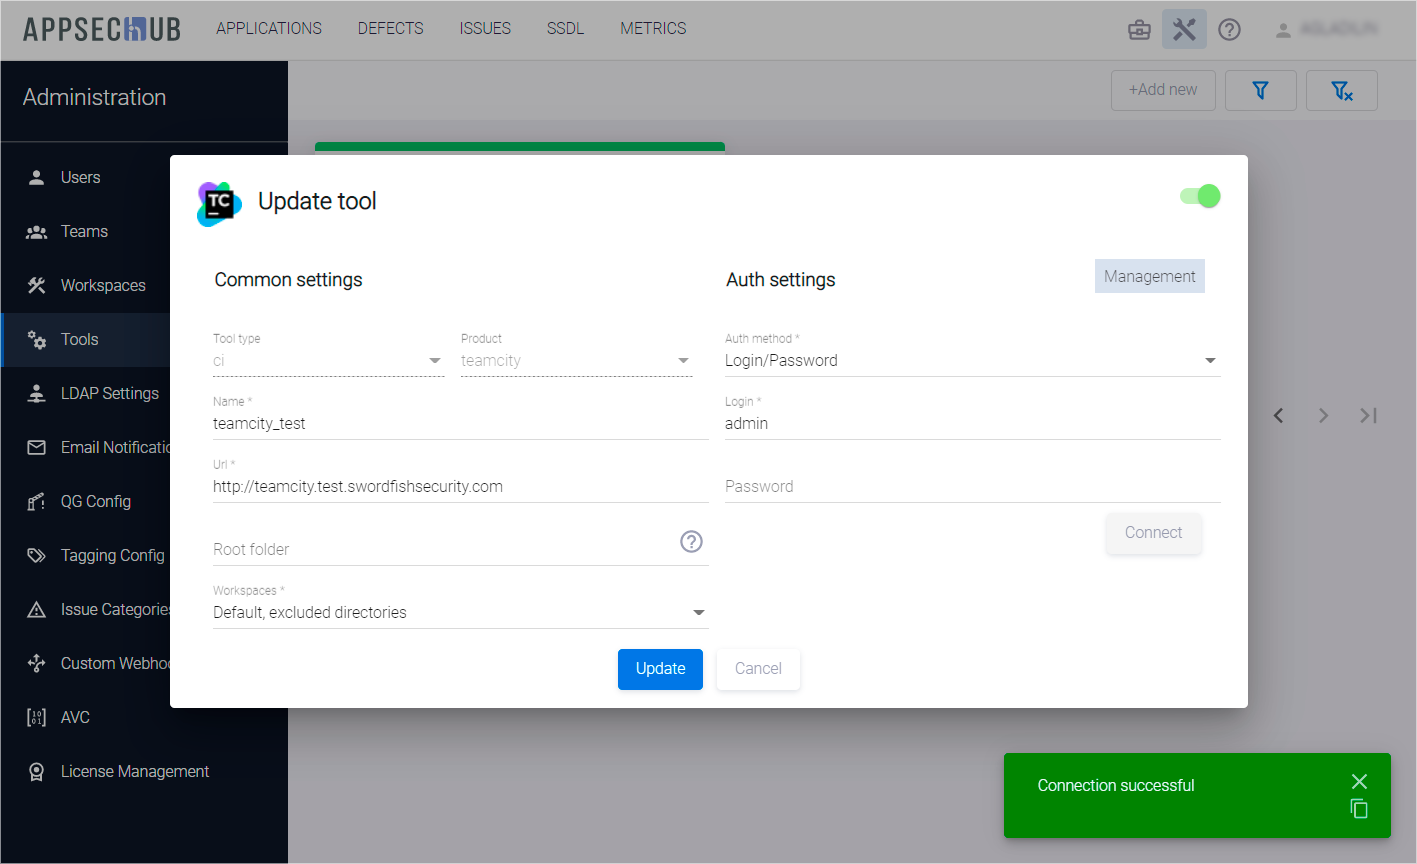 APPSECHUB
APPLICATIONS DEFECTS ISSUES SSDL METRICS
Administration
+Add new
Users
Teams
Workspaces
Tools
LDAP Settings
Email Notificatio
QG Config
Tagging Config
Issue Categories
Custom Webhoo
AVC
License Management
TC
Update tool
Common settings
Tool type
ci
Product
teamcity
Name *
teamcity_test
Url *
http://teamcity.test.swordfishsecurity.com
Root folder
Workspaces *
Default, excluded directories
Auth settings
Management
Auth method *
Login/Password
Login *
admin
Password
Connect
Update
Cancel
Connection successful